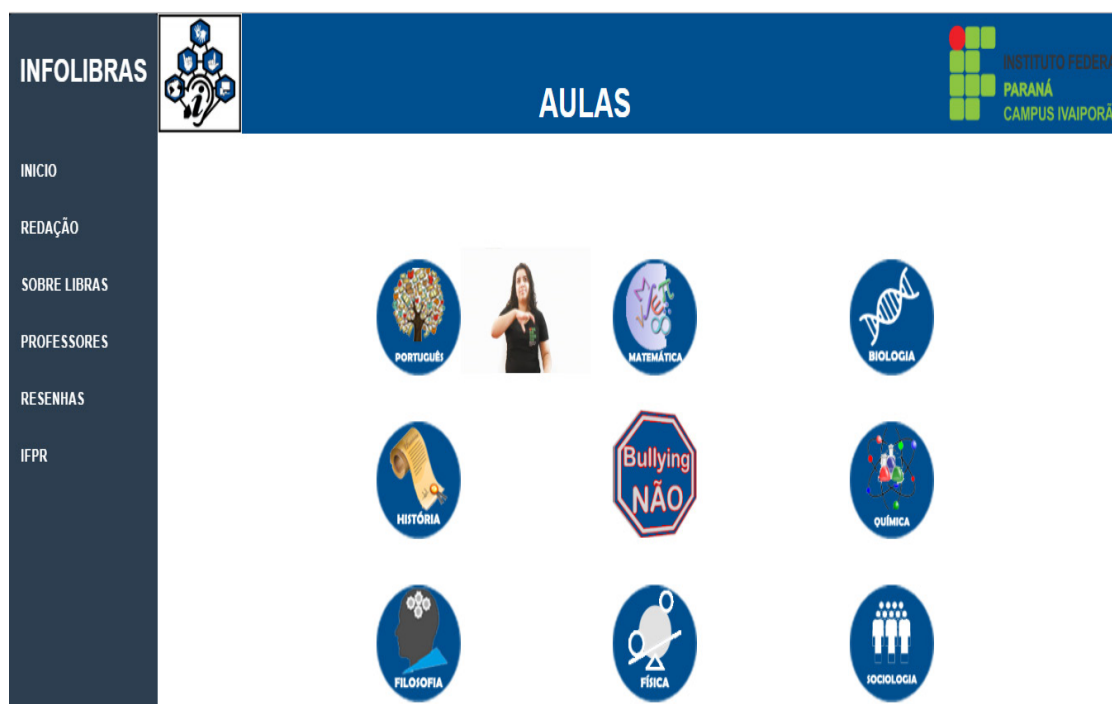 INFOLIBRAS
AULAS
INSTITUTO FEDERA
PARANÁ
CAMPUS IVAIPORÃ
INICIO
REDAÇÃO
SOBRE LIBRAS
PROFESSORES
RESENHAS
IFPR
PORTUGUÊS
MATEMÁTICA
BIOLOGIA
HISTÓRIA
Bullying
NÃO
QUÍMICA
FILOSOFIA
FÍSICA
SOCIOLOGIA